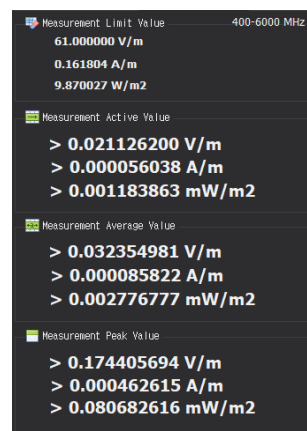 Measurement Limit Value 400-6000 MHz
61.000000 V/m
0.161804 A/m
9.870027 W/m2
Measurement Active Value
> 0.021126200 V/m
> 0.000056038 A/m
> 0.001183863 mW/m2
Measurement Average Value
> 0.032354981 V/m
> 0.000085822 A/m
> 0.002776777 mW/m2
Measurement Peak Value
> 0.174405694 V/m
> 0.000462615 A/m
> 0.080682616 mW/m2